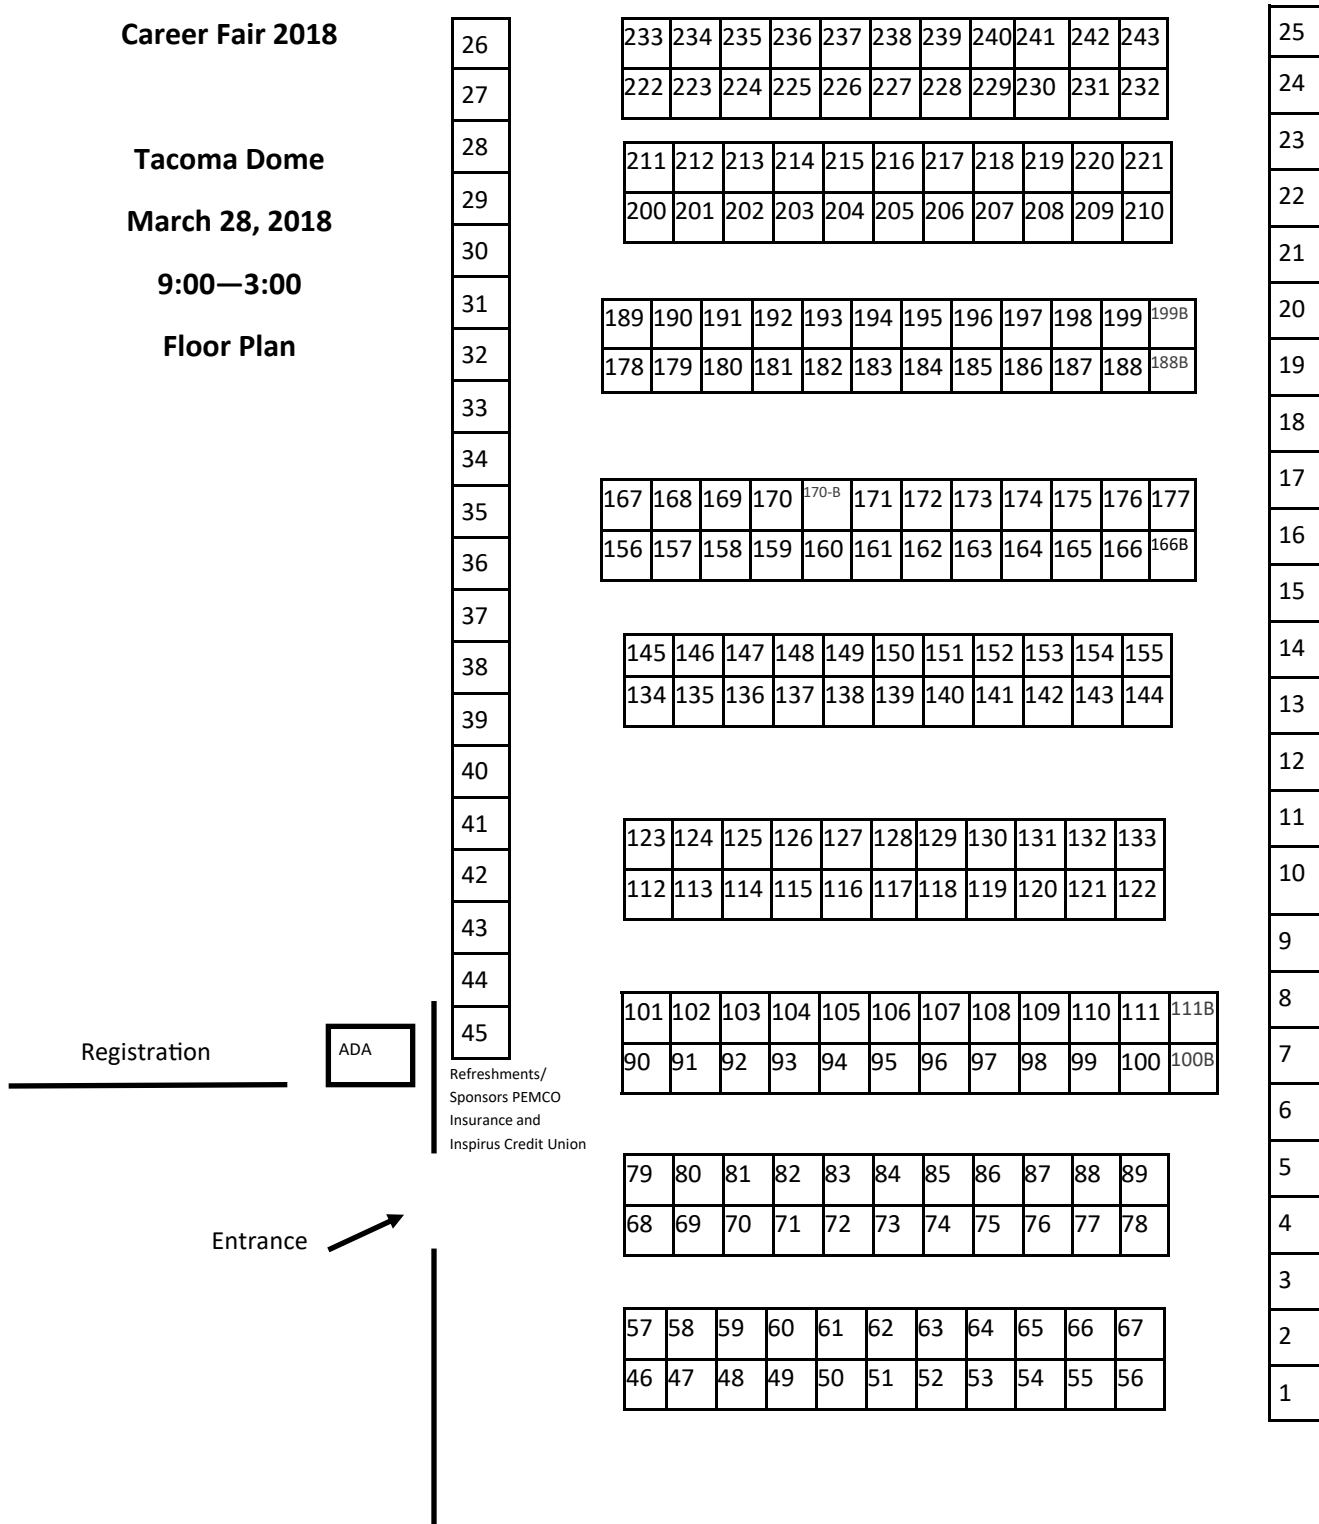 Career Fair 2018
Tacoma Dome
March 28, 2018
9:00—3:00
Floor Plan
26
27
28
29
30
31
32
33
34
35
36
37
38
39
40
41
42
43
44
45
Refreshments/
Sponsors PEMCO
Insurance and
Inspirus Credit Union
Registration
ADA
Entrance
233 234 235 236 237 238 239 240 241 242 243
222 223 224 225 226 227 228 229 230 231 232
211 212 213 214 215 216 217 218 219 220 221
200 201 202 203 204 205 206 207 208 209 210
189 190 191 192 193 194 195 196 197 198 199 199B
178 179 180 181 182 183 184 185 186 187 188 188B
167 168 169 170 170-B 171 172 173 174 175 176 177
156 157 158 159 160 161 162 163 164 165 166 166B
145 146 147 148 149 150 151 152 153 154 155
134 135 136 137 138 139 140 141 142 143 144
123 124 125 126 127 128 129 130 131 132 133
112 113 114 115 116 117 118 119 120 121 122
101 102 103 104 105 106 107 108 109 110 111 111B
90 91 92 93 94 95 96 97 98 99 100 100B
79 80 81 82 83 84 85 86 87 88 89
68 69 70 71 72 73 74 75 76 77 78
57 58 59 60 61 62 63 64 65 66 67
46 47 48 49 50 51 52 53 54 55 56
25
24
23
22
21
20
19
18
17
16
15
14
13
12
11
10
9
8
7
6
5
4
3
2
1